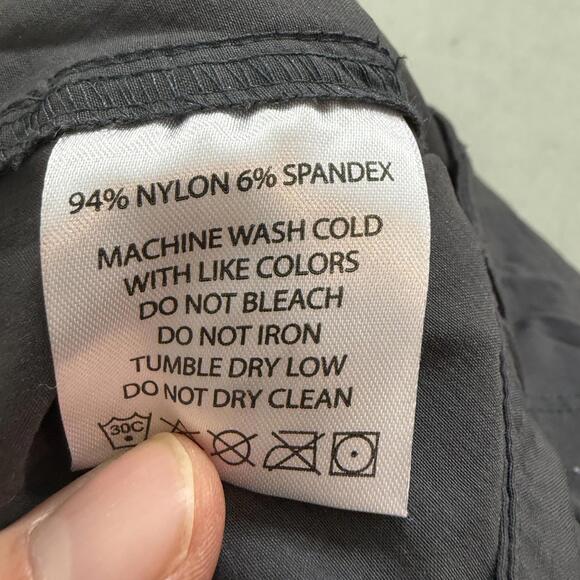 94% NYLON 6% SPANDEX
MACHINE WASH COLD
WITH LIKE COLORS
DO NOT BLEACH
DO NOT IRON
TUMBLE DRY LOW
DO NOT DRY CLEAN
30C